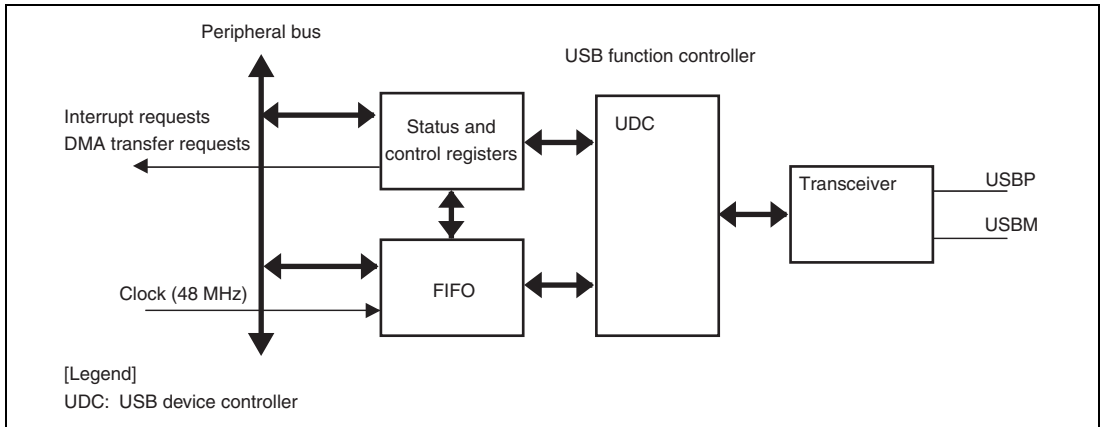 Peripheral bus
USB function controller
Interrupt requests
DMA transfer requests
Status and
control registers
UDC
Transceiver
USBP
USBM
FIFO
Clock (48 MHz)
[Legend]
UDC: USB device controller